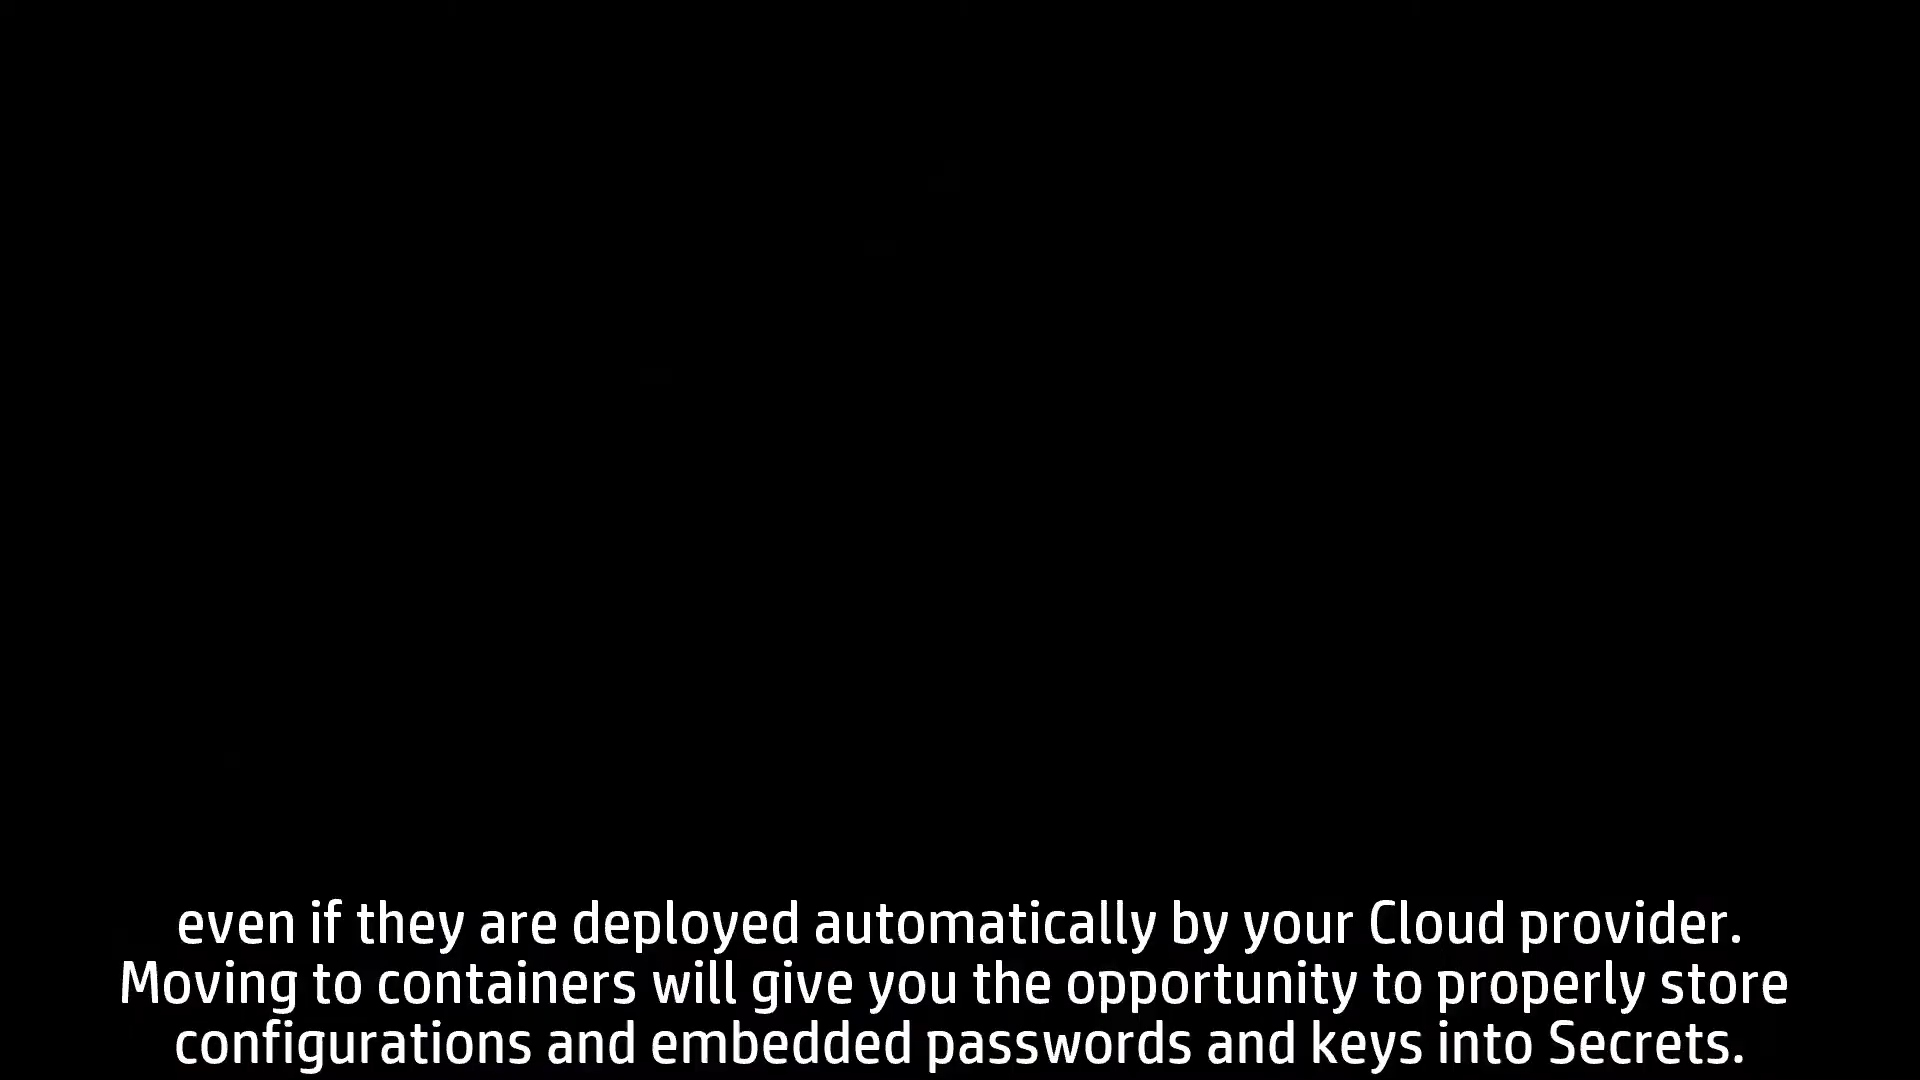 even if they are deployed automatically by your Cloud provider.
Moving to containers will give you the opportunity to properly store
configurations and embedded passwords and keys into Secrets.